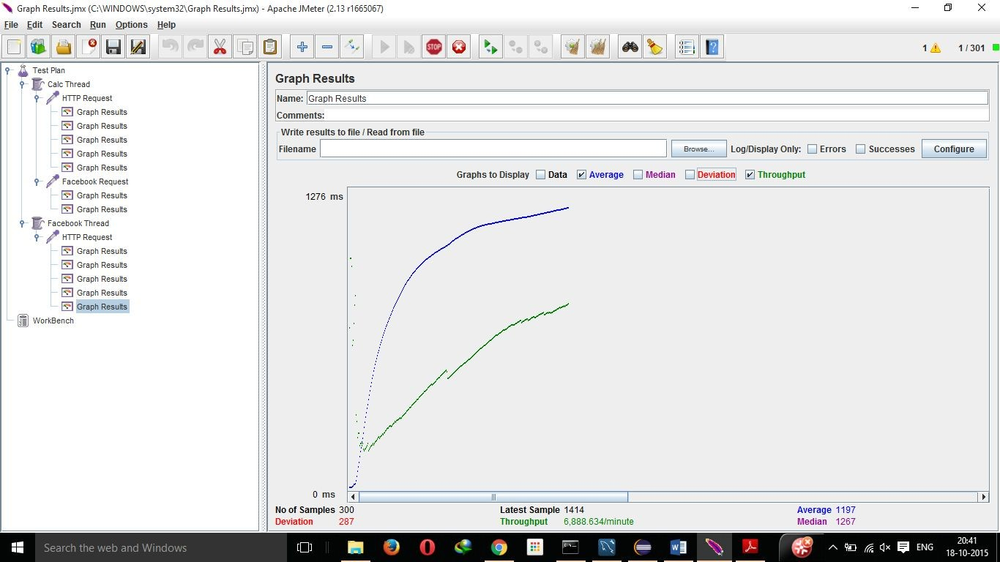 Graph Results.jmx (C:\WINDOWS\system32\Graph Results.jmx) - Apache JMeter (2.13 r1665067)
File Edit Search Run Options Help
STOP
1 1 / 301
Test Plan
Calc Thread
HTTP Request
Graph Results
Graph Results
Graph Results
Graph Results
Graph Results
Facebook Request
Graph Results
Graph Results
Facebook Thread
HTTP Request
Graph Results
Graph Results
Graph Results
Graph Results
Graph Results
WorkBench
Graph Results
Name: Graph Results
Comments:
Write results to file / Read from file
Filename Browse... Log/Display Only: Errors Successes Configure
Graphs to Display Data Average Median Deviation Throughput
1276 ms
0 ms
No of Samples 300 Latest Sample 1414 Average 1197
Deviation 287 Throughput 6,888.634/minute Median 1267
Search the web and Windows
ENG
20:41
18-10-2015